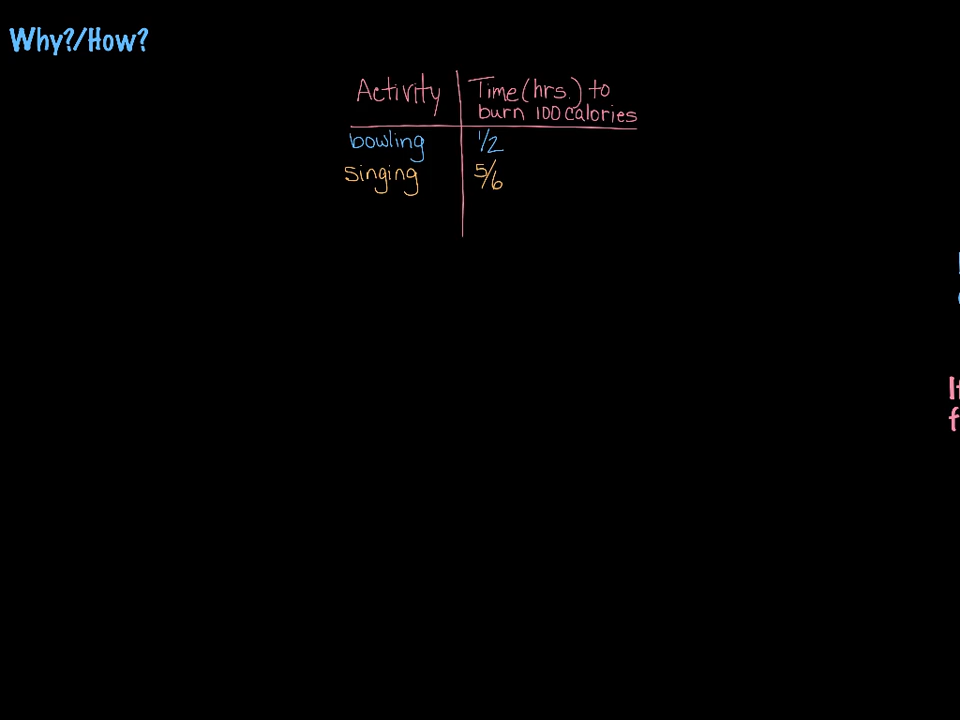 Why?/How?
Activity Time (hrs.) to
burn 100 calories
bowling 1/2
singing 5/6